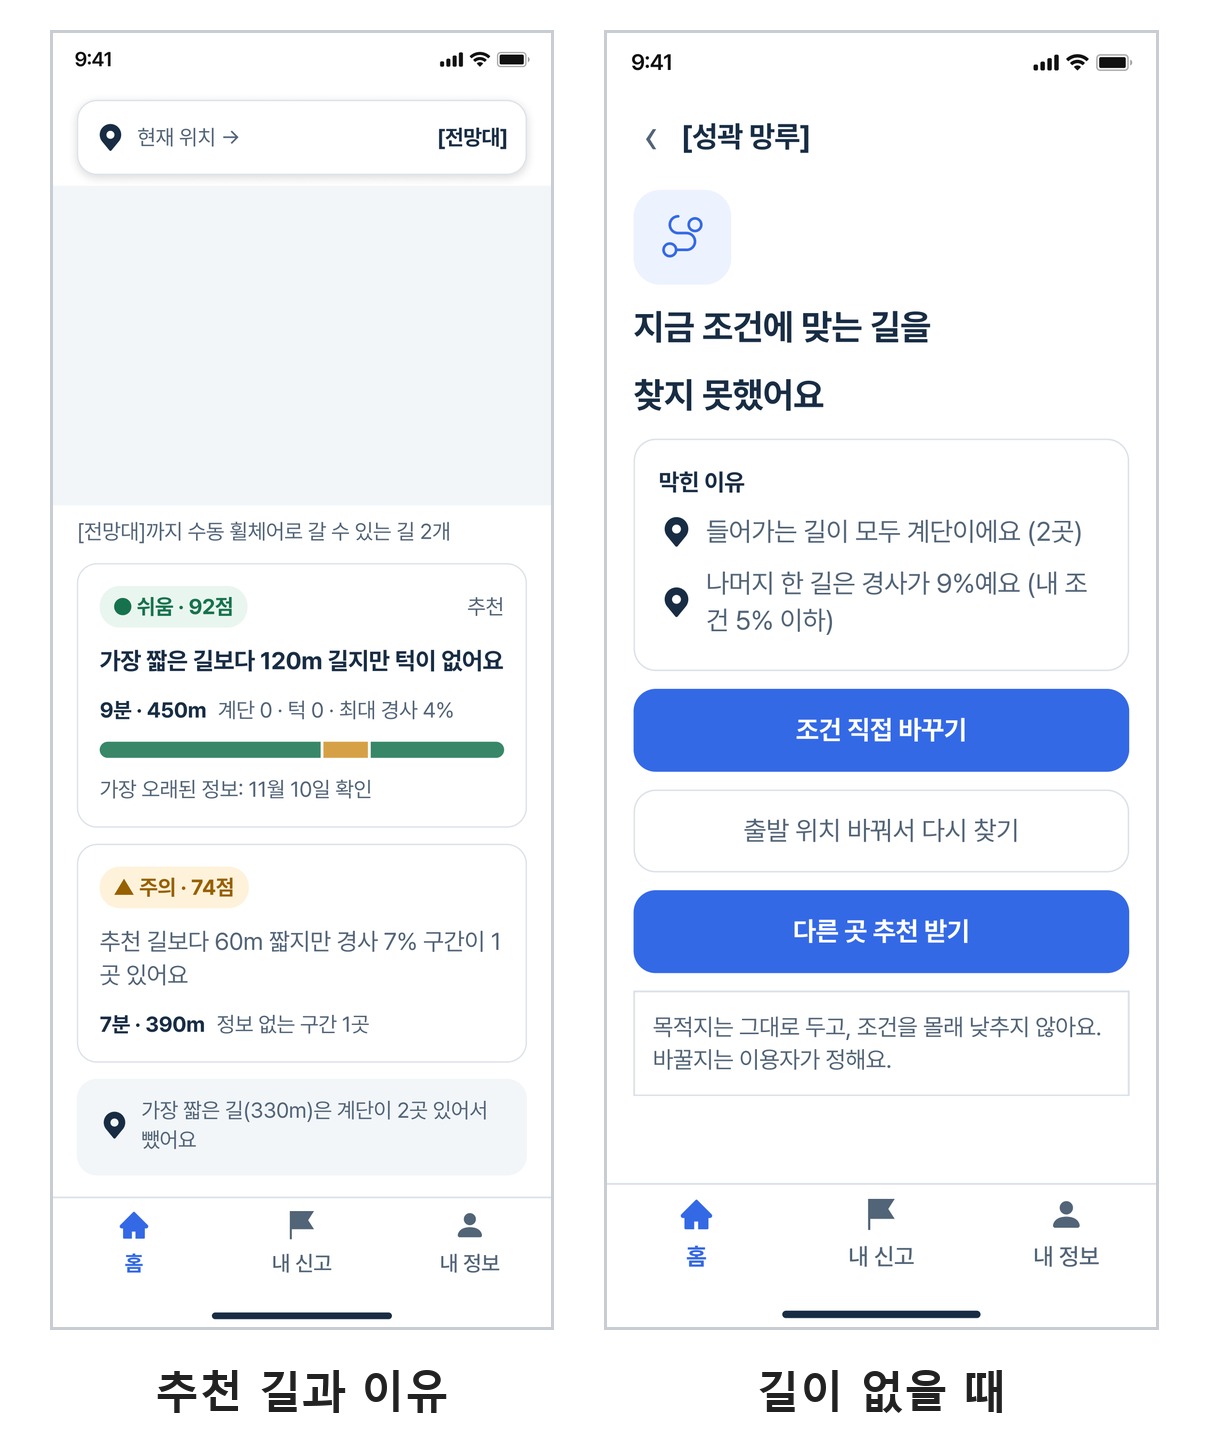 9:41
현재 위치 →
[전망대]
[전망대]까지 수동 휠체어로 갈 수 있는 길 2개
쉬움 · 92점
추천
가장 짧은 길보다 120m 길지만 턱이 없어요
9분 · 450m 계단 0 · 턱 0 · 최대 경사 4%
가장 오래된 정보: 11월 10일 확인
주의 · 74점
추천 길보다 60m 짧지만 경사 7% 구간이 1
곳 있어요
7분 · 390m 정보 없는 구간 1곳
가장 짧은 길(330m)은 계단이 2곳 있어서
뺐어요
홈
내 신고
내 정보
추천 길과 이유
9:41
[성곽 망루]
지금 조건에 맞는 길을
찾지 못했어요
막힌 이유
들어가는 길이 모두 계단이에요 (2곳)
나머지 한 길은 경사가 9%예요 (내 조
건 5% 이하)
조건 직접 바꾸기
출발 위치 바꿔서 다시 찾기
다른 곳 추천 받기
목적지는 그대로 두고, 조건을 몰래 낮추지 않아요.
바꿀지는 이용자가 정해요.
홈
내 신고
내 정보
길이 없을 때